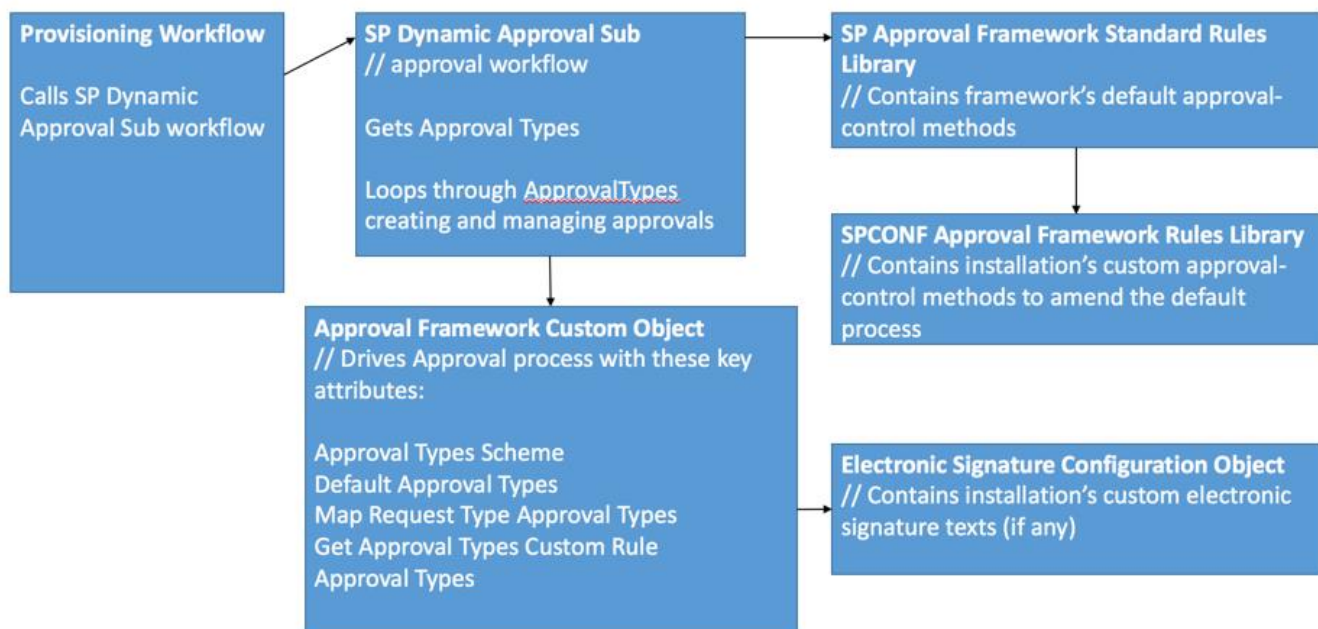 Provisioning Workflow
Calls SP Dynamic
Approval Sub workflow
SP Dynamic Approval Sub
// approval workflow
Gets Approval Types
Loops through ApprovalTypes
creating and managing approvals
SP Approval Framework Standard Rules
Library
// Contains framework's default approval-
control methods
SPCONF Approval Framework Rules Library
// Contains installation's custom approval-
control methods to amend the default
process
Approval Framework Custom Object
// Drives Approval process with these key
attributes:
Approval Types Scheme
Default Approval Types
Map Request Type Approval Types
Get Approval Types Custom Rule
Approval Types
Electronic Signature Configuration Object
// Contains installation's custom electronic
signature texts (if any)